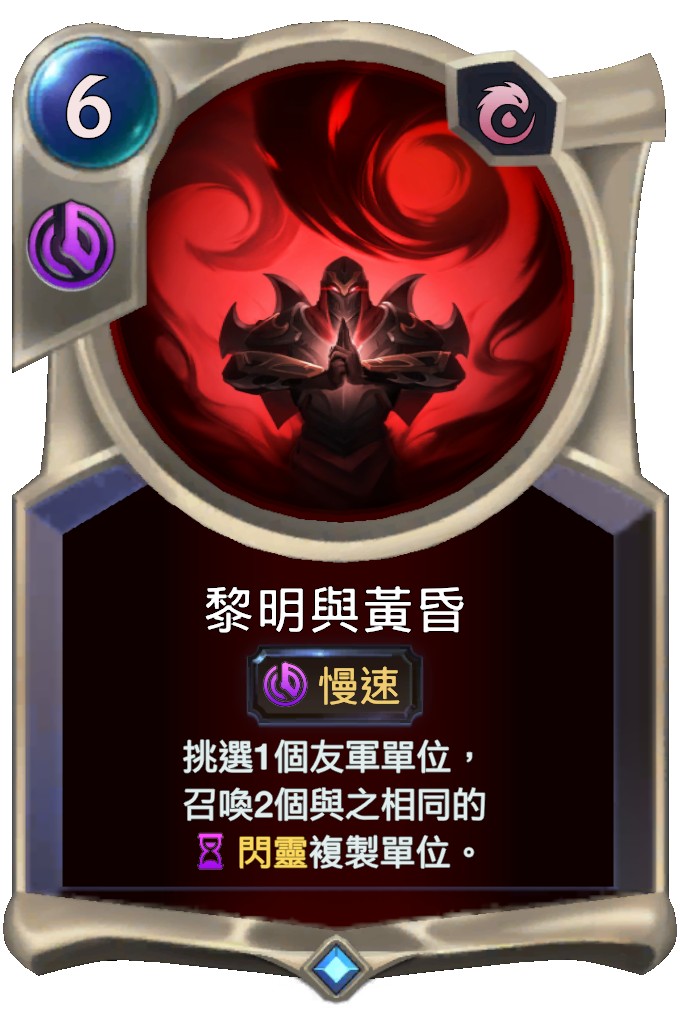 6
黎明與黃昏
慢速
挑選1個友軍單位，
召喚2個與之相同的
閃靈複製單位。